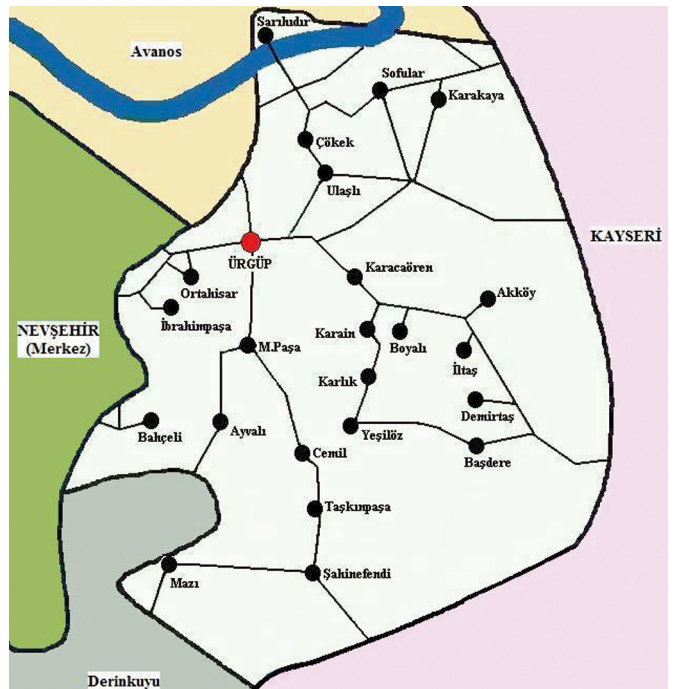 Sarıhıdır
Avanos
Sofular
Karakaya
Çökek
Ulaşlı
KAYSERİ
ÜRGÜP
Karacaören
Ortahisar
Akköy
İbrahimpaşa
NEVŞEHİR
(Merkez)
Karain
Boyalı
M.Paşa
İltaş
Karlık
Demirtaş
Bahçeli
Ayvalı
Yeşilöz
Cemil
Başdere
Taşkınpaşa
Mazı
Şahinefendi
Derinkuyu